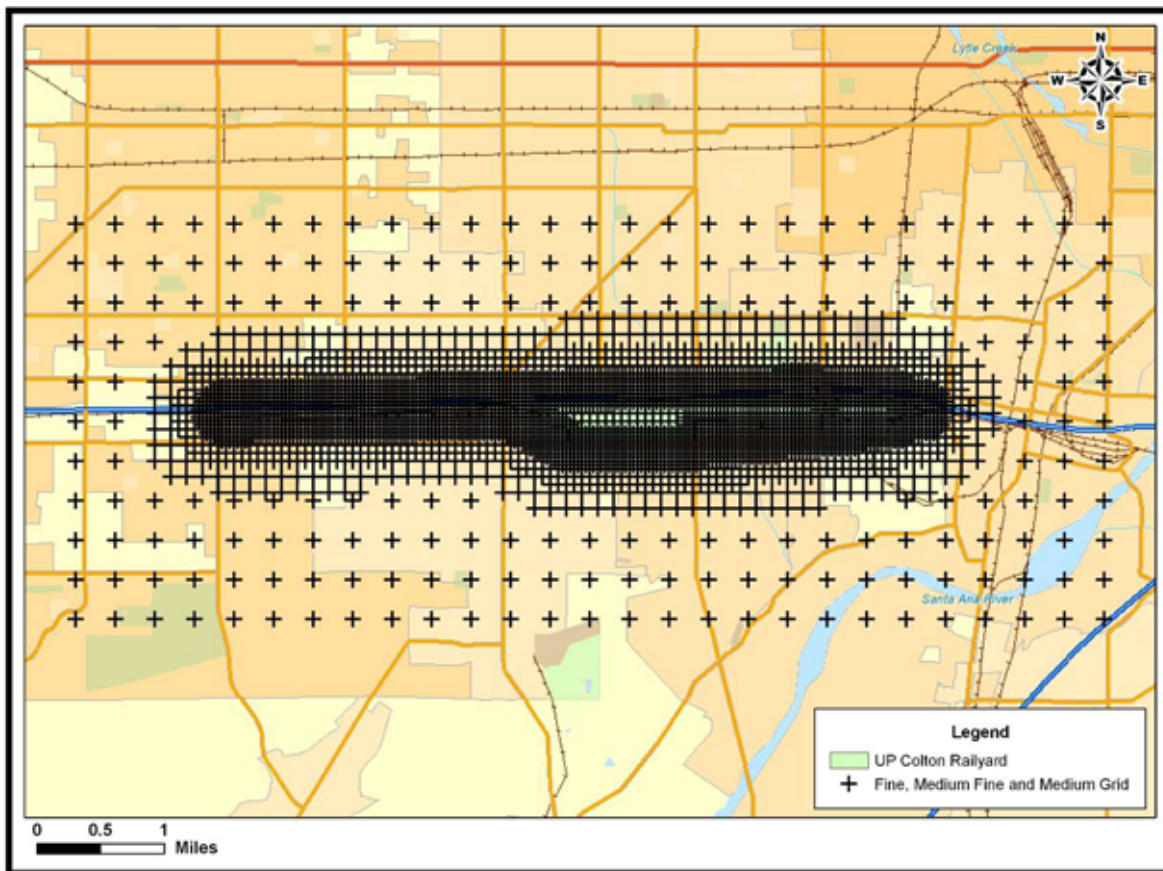 Lytle Creek
N
W E
S
Santa Ana River
Legend
UP Colton Railyard
Fine, Medium Fine and Medium Grid
0 0.5 1
Miles